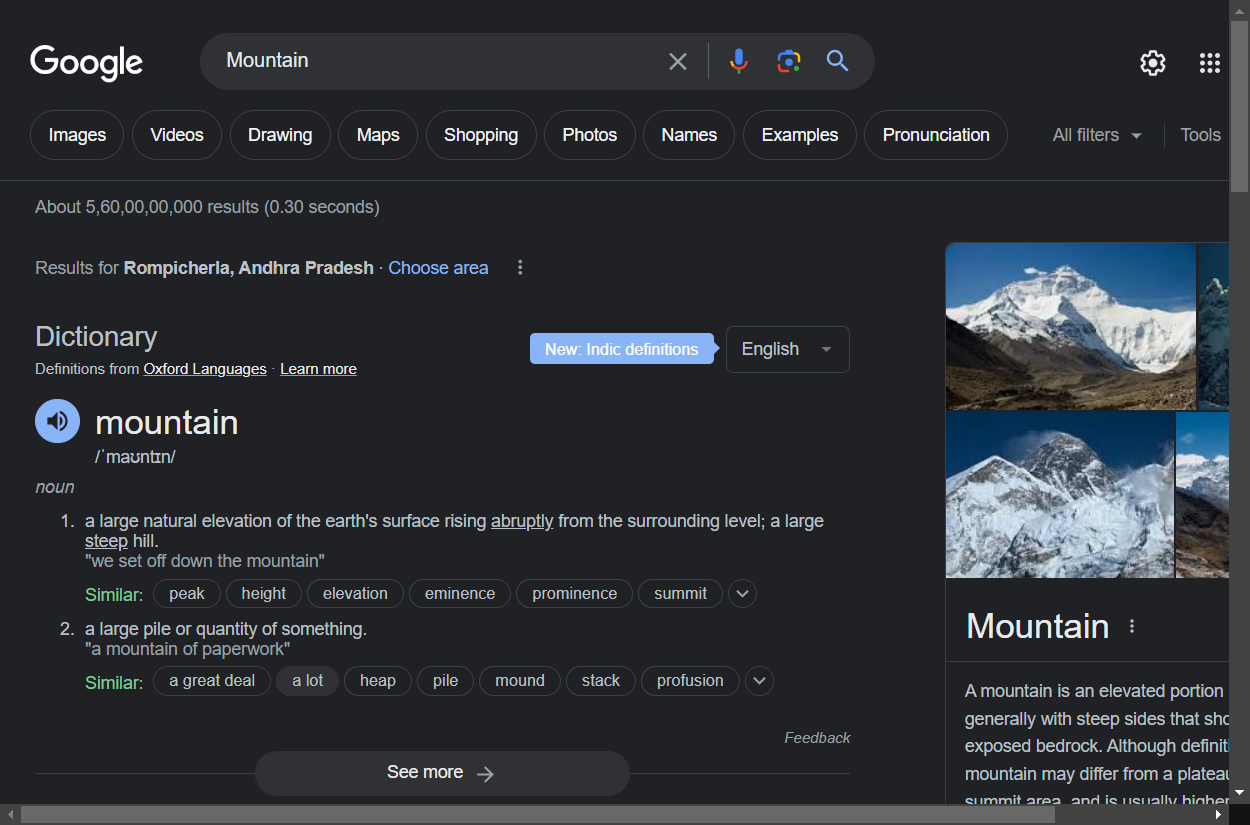 Google
Mountain
Images Videos Drawing Maps Shopping Photos Names Examples Pronunciation All filters Tools
About 5,60,00,00,000 results (0.30 seconds)
Results for Rompicherla, Andhra Pradesh · Choose area
Dictionary
Definitions from Oxford Languages · Learn more
New: Indic definitions
English
mountain
/ˈmaʊntɪn/
noun
1. a large natural elevation of the earth's surface rising abruptly from the surrounding level; a large
steep hill.
"we set off down the mountain"
Similar: peak height elevation eminence prominence summit
2. a large pile or quantity of something.
"a mountain of paperwork"
Similar: a great deal a lot heap pile mound stack profusion
Feedback
See more
Mountain
A mountain is an elevated portion
generally with steep sides that sho
exposed bedrock. Although definiti
mountain may differ from a plateau
summit area, and is usually higher